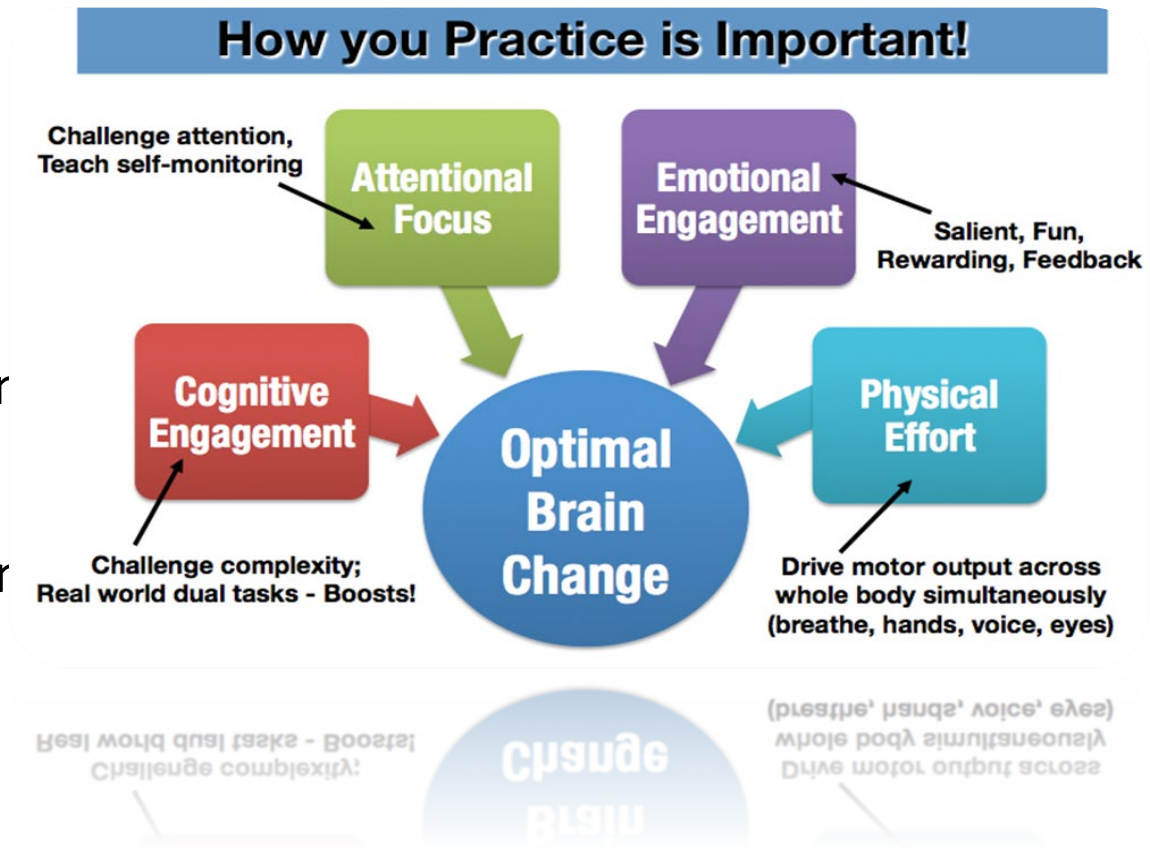 How you Practice is Important!
Challenge attention,
Teach self-monitoring
Attentional
Focus
Emotional
Engagement
Salient, Fun,
Rewarding, Feedback
Cognitive
Engagement
Physical
Effort
Optimal
Brain
Change
Challenge complexity;
Real world dual tasks - Boosts!
Drive motor output across
whole body simultaneously
(breathe, hands, voice, eyes)